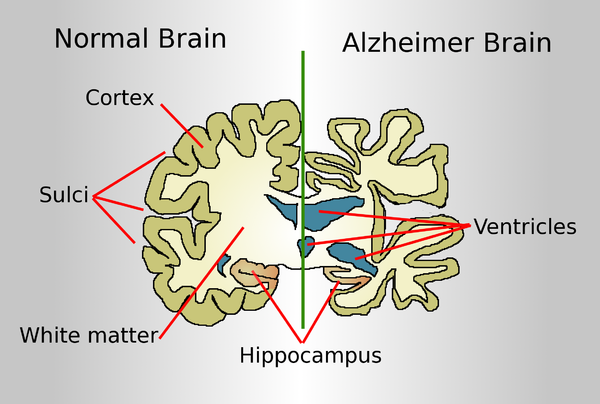 Normal Brain
Alzheimer Brain
Cortex
Sulci
Ventricles
White matter
Hippocampus